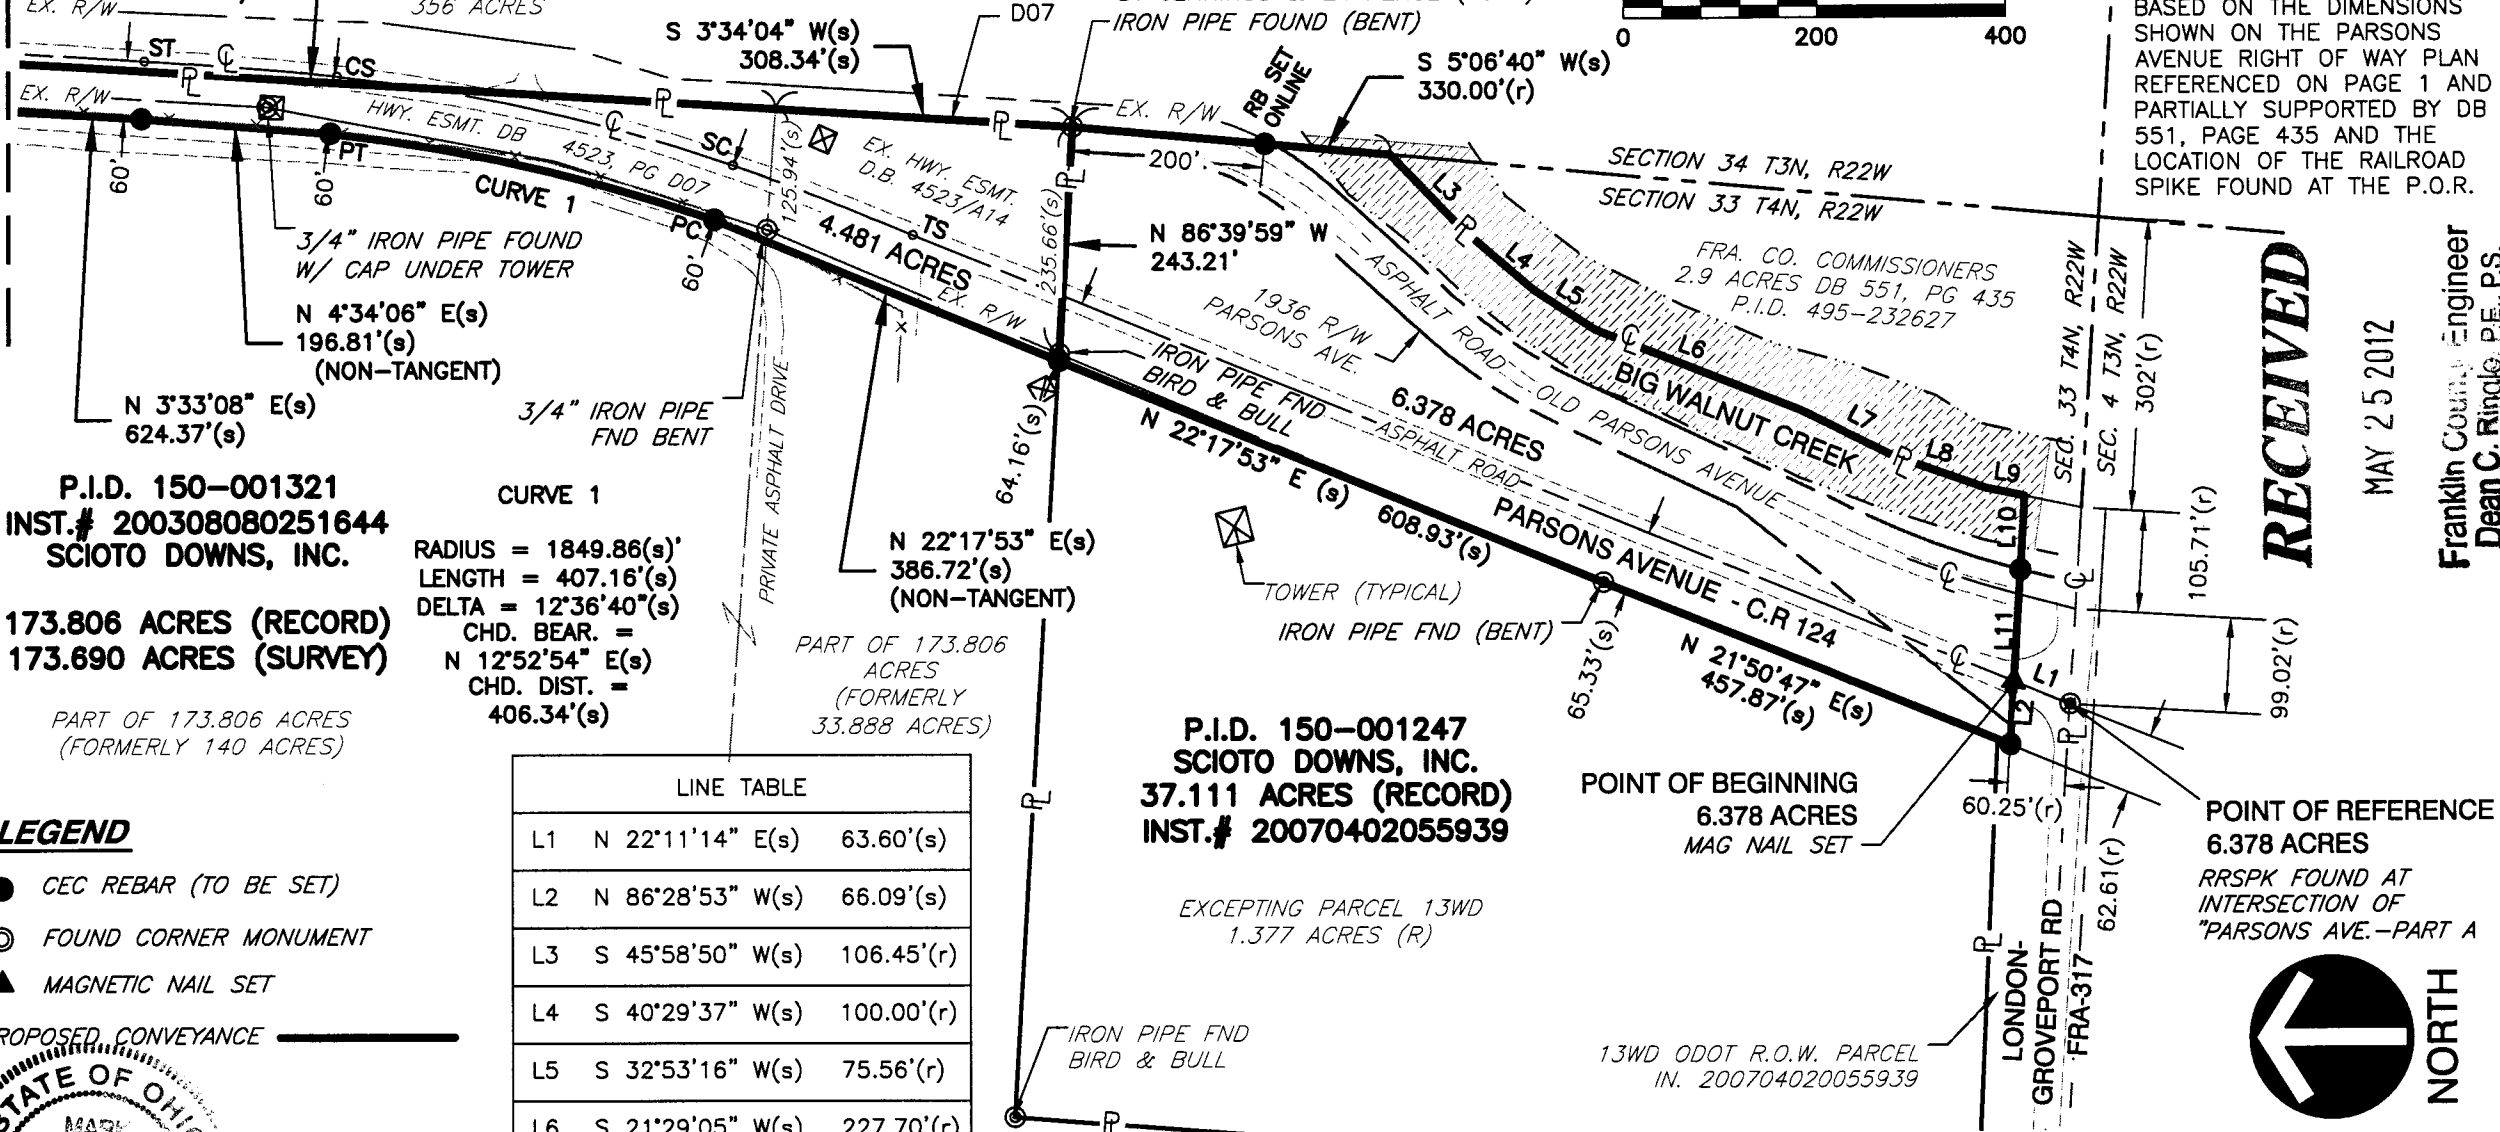 EX. R/W
356 ACRES
S 3°34'04" W(s)
308.34'(s)
D07
IRON PIPE FOUND (BENT)
0 200 400
BASED ON THE DIMENSIONS
SHOWN ON THE PARSONS
AVENUE RIGHT OF WAY PLAN
REFERENCED ON PAGE 1 AND
PARTIALLY SUPPORTED BY DB
551, PAGE 435 AND THE
LOCATION OF THE RAILROAD
SPIKE FOUND AT THE P.O.R.
ST
CS
EX. R/W
HWY. ESMT. DB
4523, PG D07
SC
125.94'(s)
EX. HWY. ESMT.
D.B. 4523/A14
EX. R/W
RB SET
ONLINE
S 5°06'40" W(s)
330.00'(r)
200'
SECTION 34 T3N, R22W
SECTION 33 T4N, R22W
60'
60'
PT
CURVE 1
PC
60'
4.481 ACRES
TS
EX. R/W
235.66'(s)
N 86°39'59" W
243.21'
L3
L4
L5
L6
L7
L8
L9
L10
L11
L1
L2
FRA. CO. COMMISSIONERS
2.9 ACRES DB 551, PG 435
P.I.D. 495-232627
SEC. 33 T4N, R22W
SEC. 4 T3N, R22W
302'(r)
105.71'(r)
99.02'(r)
RECEIVED
MAY 25 2012
Franklin County Engineer
Dean C. Ringle, P.E., P.S.
3/4" IRON PIPE FOUND
W/ CAP UNDER TOWER
N 4°34'06" E(s)
196.81'(s)
(NON-TANGENT)
N 3°33'08" E(s)
624.37'(s)
3/4" IRON PIPE
FND BENT
PRIVATE ASPHALT DRIVE
1936 R/W
PARSONS AVE.
ASPHALT ROAD
OLD PARSONS AVENUE
BIG WALNUT CREEK
IRON PIPE FND
BIRD & BULL
6.378 ACRES
ASPHALT ROAD
N 22°17'53" E (s)
608.93'(s)
PARSONS AVENUE - C.R 124
64.16'(s)
P.I.D. 150-001321
INST.# 200308080251644
SCIOTO DOWNS, INC.
173.806 ACRES (RECORD)
173.690 ACRES (SURVEY)
PART OF 173.806 ACRES
(FORMERLY 140 ACRES)
CURVE 1
RADIUS = 1849.86(s)'
LENGTH = 407.16'(s)
DELTA = 12°36'40"(s)
CHD. BEAR. =
N 12°52'54" E(s)
CHD. DIST. =
406.34'(s)
N 22°17'53" E(s)
386.72'(s)
(NON-TANGENT)
PART OF 173.806
ACRES
(FORMERLY
33.888 ACRES)
TOWER (TYPICAL)
IRON PIPE FND (BENT)
65.33'(s)
N 21°50'47" E(s)
457.87'(s)
P.I.D. 150-001247
SCIOTO DOWNS, INC.
37.111 ACRES (RECORD)
INST.# 20070402055939
EXCEPTING PARCEL 13WD
1.377 ACRES (R)
POINT OF BEGINNING
6.378 ACRES
MAG NAIL SET
60.25'(r)
62.61(r)
POINT OF REFERENCE
6.378 ACRES
RRSPK FOUND AT
INTERSECTION OF
"PARSONS AVE.-PART A
LONDON-
GROVEPORT RD
FRA-317
13WD ODOT R.O.W. PARCEL
IN. 200704020055939
NORTH
LEGEND
CEC REBAR (TO BE SET)
FOUND CORNER MONUMENT
MAGNETIC NAIL SET
ROPOSED CONVEYANCE
STATE OF OHIO
MARK
LINE TABLE
L1 N 22°11'14" E(s) 63.60'(s)
L2 N 86°28'53" W(s) 66.09'(s)
L3 S 45°58'50" W(s) 106.45'(r)
L4 S 40°29'37" W(s) 100.00'(r)
L5 S 32°53'16" W(s) 75.56'(r)
L6 S 21°29'05" W(s) 227.70'(r)
IRON PIPE FND
BIRD & BULL